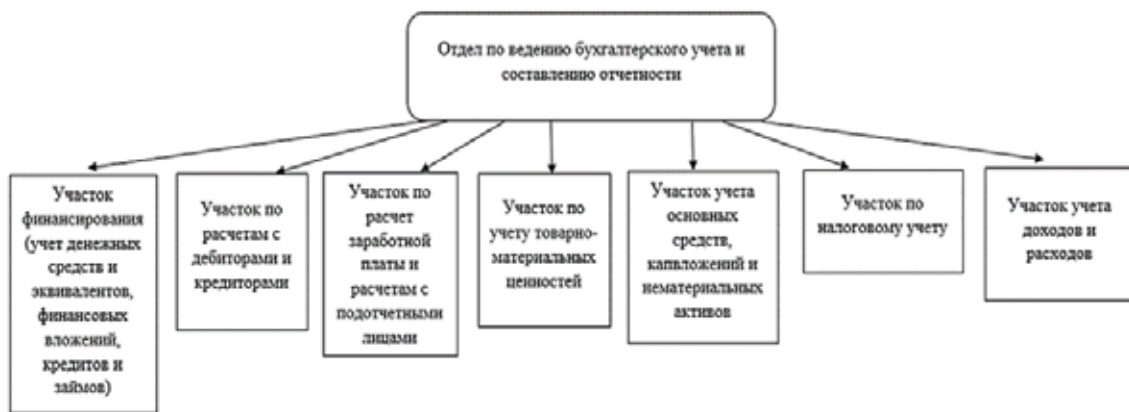 Отдел по ведению бухгалтерского учета и
составлению отчетности
Участок
финансирования
(учет денежных
средств и
эквивалентов,
финансовых
вложений,
кредитов и
займов)
Участок по
расчетам с
дебиторами и
кредиторами
Участок по
расчет
заработной
платы и
расчетам с
подотчетными
лицами
Участок по
учету товарно-
материальных
ценностей
Участок учета
основных
средств,
капвложений и
нематериальных
активов
Участок по
налоговому учету
Участок учета
доходов и
расходов